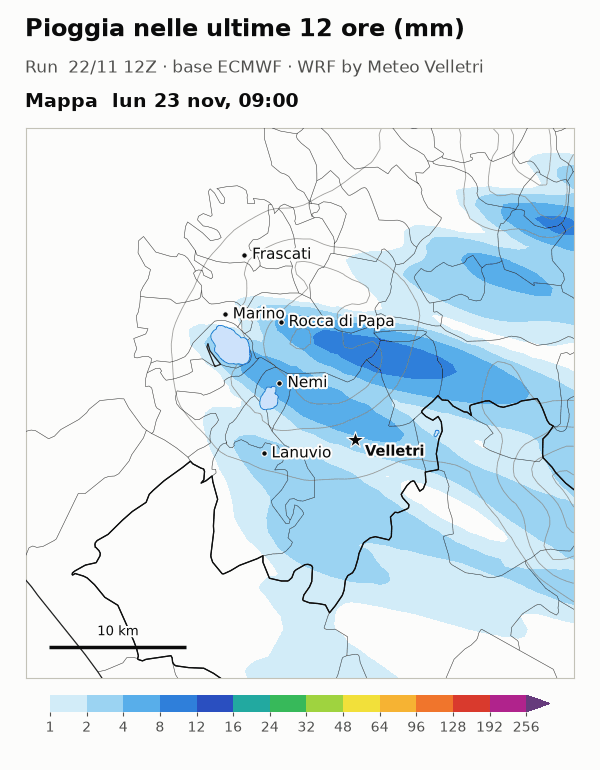 Pioggia nelle ultime 12 ore (mm)
Run 22/11 12Z · base ECMWF · WRF by Meteo Velletri
Mappa lun 23 nov, 09:00
Frascati
Marino
Rocca di Papa
Nemi
Velletri
Lanuvio
10 km
1 2 4 8 12 16 24 32 48 64 96 128 192 256